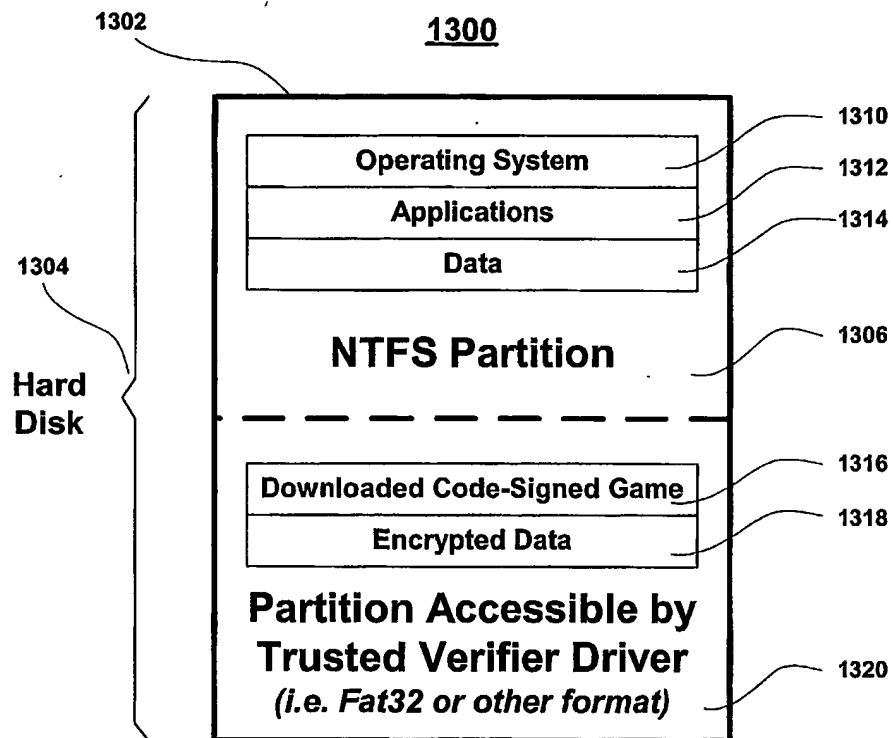 1302
1300
1310
Operating System
1312
Applications
1314
Data
1304
NTFS Partition
1306
Hard
Disk
1316
Downloaded Code-Signed Game
1318
Encrypted Data
Partition Accessible by
Trusted Verifier Driver
1320
(i.e. Fat32 or other format)